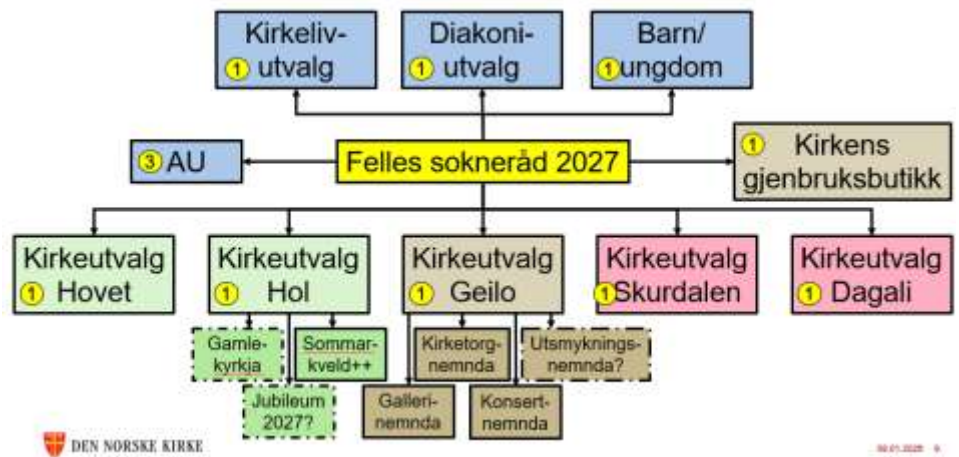 Kirkeliv-
① utvalg
Diakoni-
① utvalg
Barn/
① ungdom
③ AU
Felles sokneråd 2027
① Kirkens
gjenbruksbutikk
Kirkeutvalg
① Hovet
Kirkeutvalg
① Hol
Kirkeutvalg
① Geilo
Kirkeutvalg
① Skurdalen
Kirkeutvalg
① Dagali
Gamle-
kyrkja
Sommar-
kveld++
Kirketorg-
nemnda
Utsmyknings-
nemnda?
Jubileum
2027?
Galleri-
nemnda
Konsert-
nemnda
DEN NORSKE KIRKE